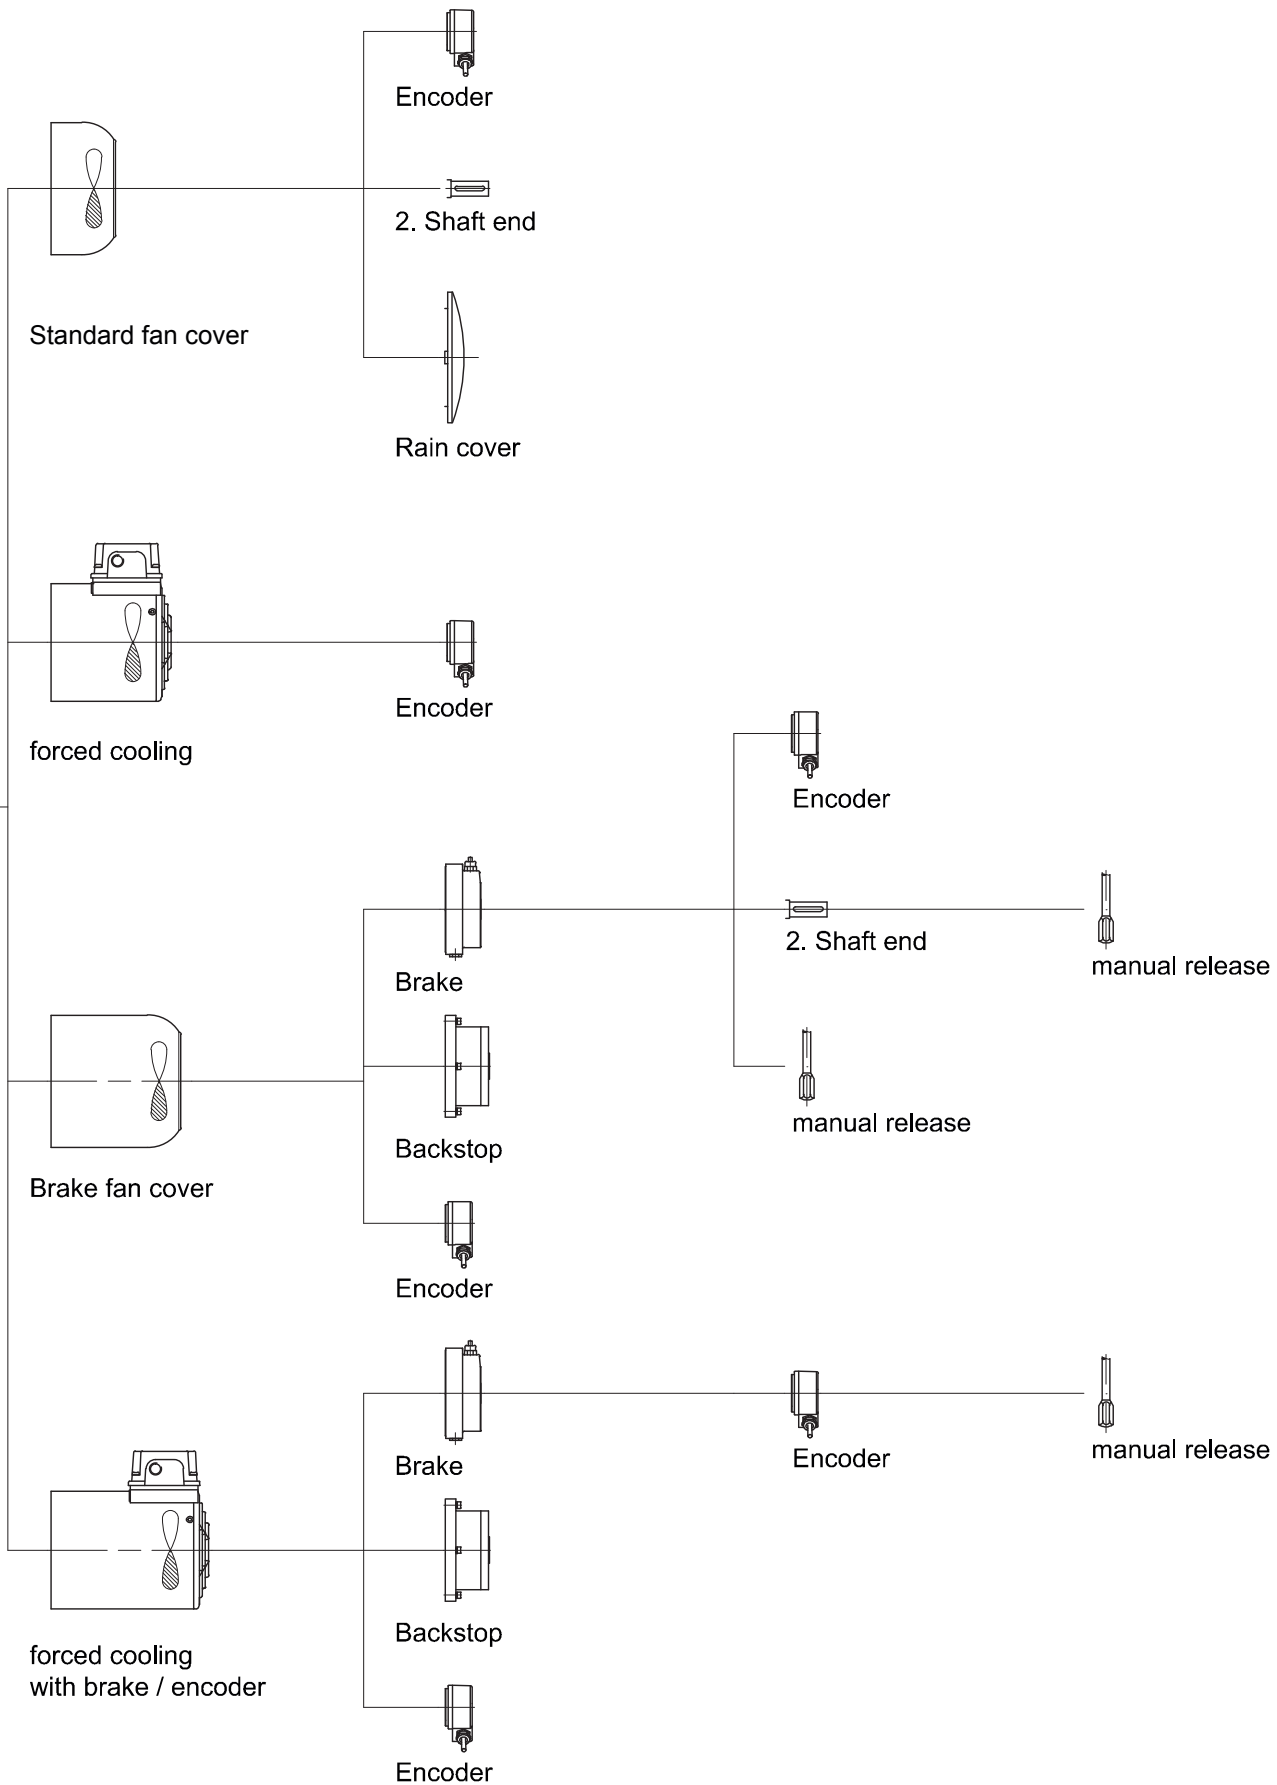 Encoder
2. Shaft end
Standard fan cover
Rain cover
Encoder
forced cooling
Encoder
2. Shaft end
manual release
Brake
manual release
Backstop
Brake fan cover
Encoder
Brake
Encoder
manual release
Backstop
forced cooling
with brake / encoder
Encoder